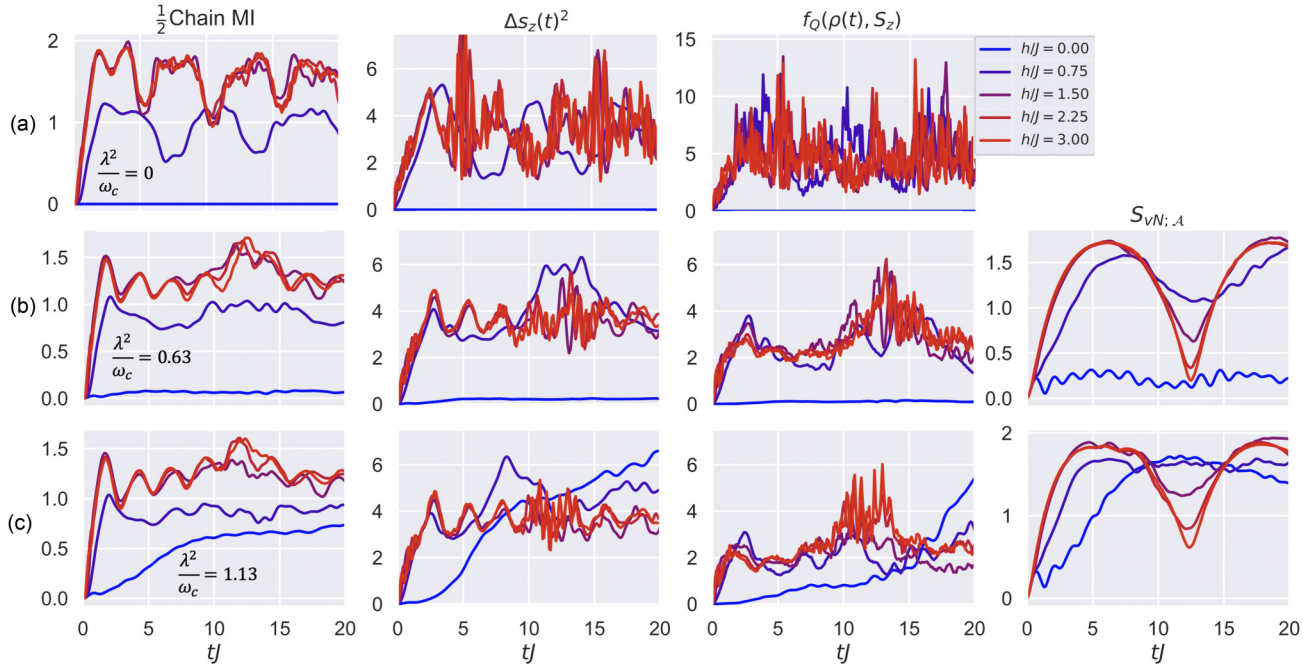 ½ Chain MI
Δs_z(t)²
f_Q(ρ(t), S_z)
h/J = 0.00
h/J = 0.75
h/J = 1.50
h/J = 2.25
h/J = 3.00
(a)
2
1
0
λ²/ω_c = 0
6
4
2
0
15
10
5
0
S_{vN; 𝒜}
(b)
1.5
1.0
0.5
0.0
λ²/ω_c = 0.63
6
4
2
0
6
4
2
0
1.5
1.0
0.5
0.0
(c)
1.5
1.0
0.5
0.0
λ²/ω_c = 1.13
6
4
2
0
6
4
2
0
2
1
0
0 5 10 15 20
0 5 10 15 20
0 5 10 15 20
0 5 10 15 20
tJ
tJ
tJ
tJ